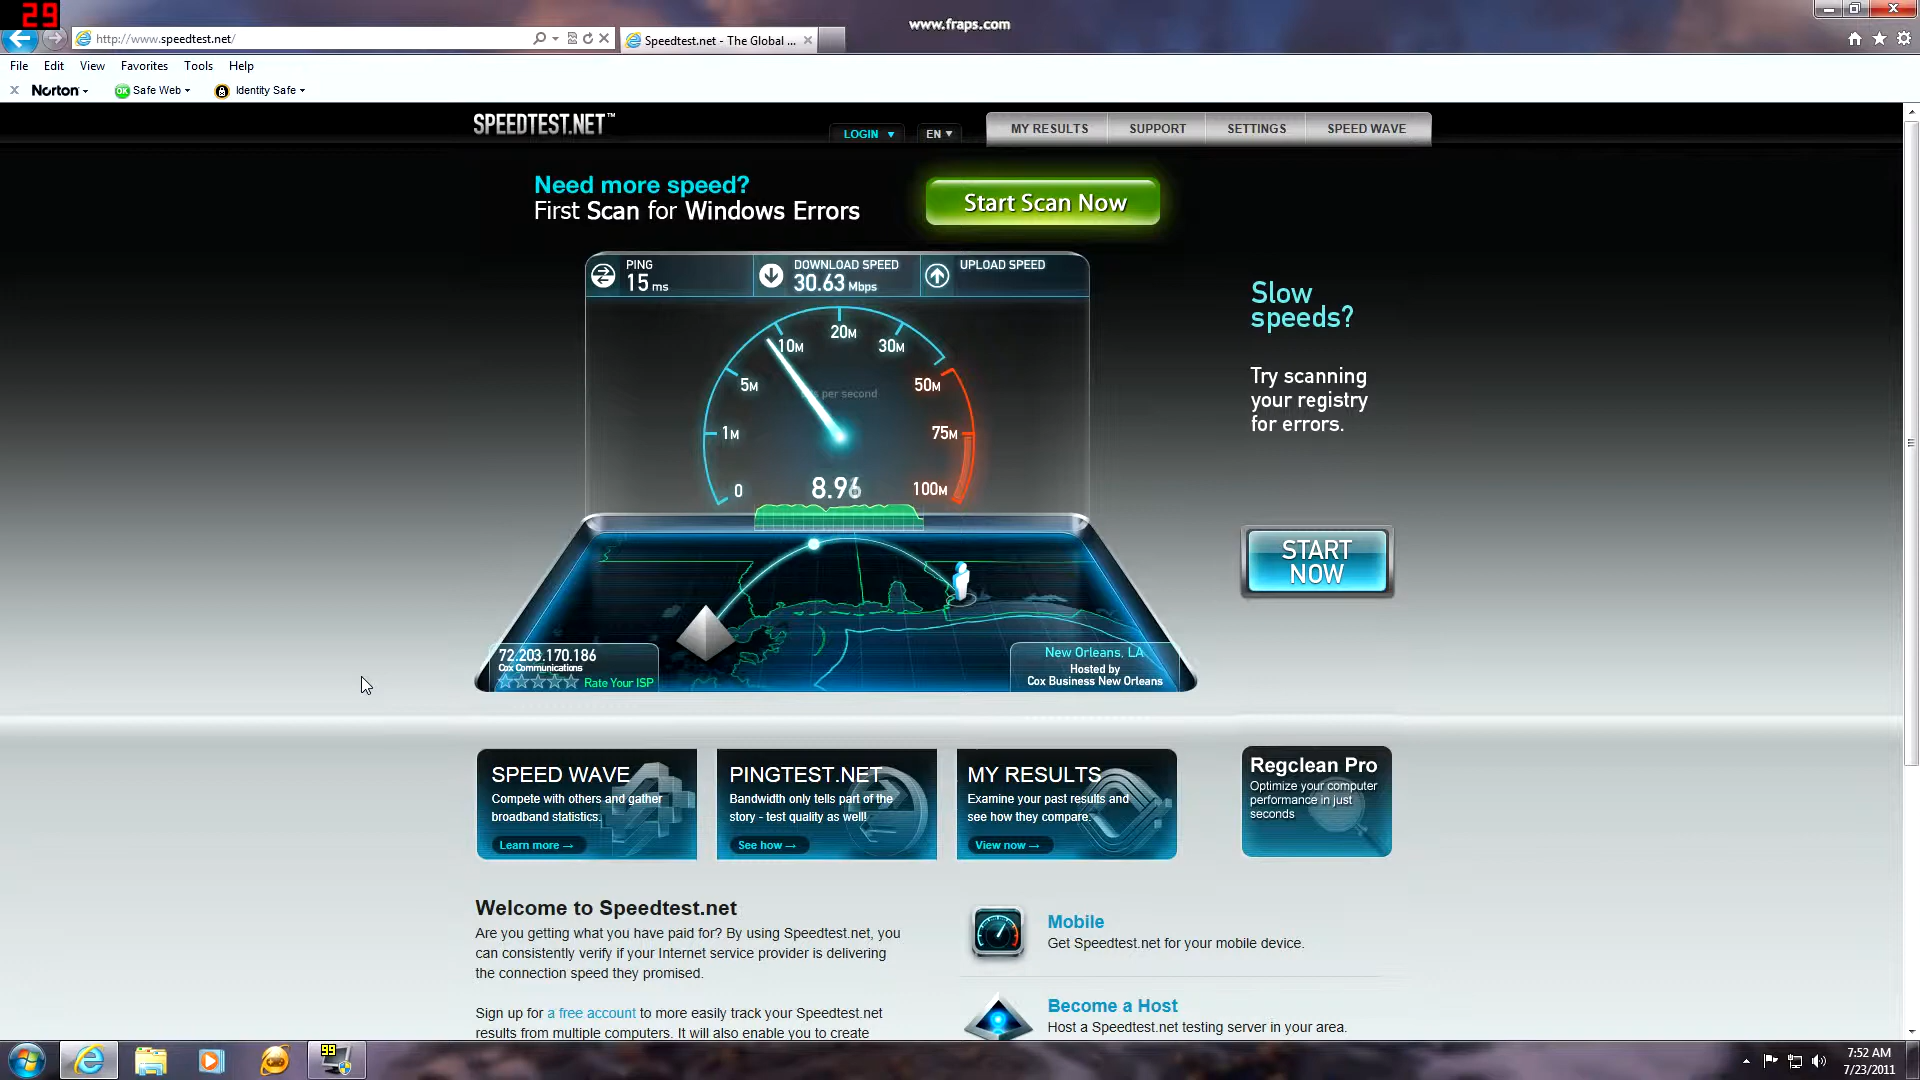 29
www.fraps.com
http://www.speedtest.net/
Speedtest.net - The Global ...
File Edit View Favorites Tools Help
x Norton Safe Web Identity Safe
SPEEDTEST.NET™
LOGIN EN MY RESULTS SUPPORT SETTINGS SPEED WAVE
Need more speed?
First Scan for Windows Errors
Start Scan Now
PING
15 ms
DOWNLOAD SPEED
30.63 Mbps
UPLOAD SPEED
Slow
speeds?
Try scanning
your registry
for errors.
START
NOW
20M
10M 30M
5M 50M
per second
1M 75M
0 8.96 100M
72.203.170.186
Cox Communications
Rate Your ISP
New Orleans, LA
Hosted by
Cox Business New Orleans
SPEED WAVE
Compete with others and gather
broadband statistics.
Learn more →
PINGTEST.NET
Bandwidth only tells part of the
story - test quality as well!
See how →
MY RESULTS
Examine your past results and
see how they compare.
View now →
Regclean Pro
Optimize your computer
performance in just
seconds
Welcome to Speedtest.net
Are you getting what you have paid for? By using Speedtest.net, you
can consistently verify if your Internet service provider is delivering
the connection speed they promised.
Sign up for a free account to more easily track your Speedtest.net
results from multiple computers. It will also enable you to create
Mobile
Get Speedtest.net for your mobile device.
Become a Host
Host a Speedtest.net testing server in your area.
99
7:52 AM
7/23/2011